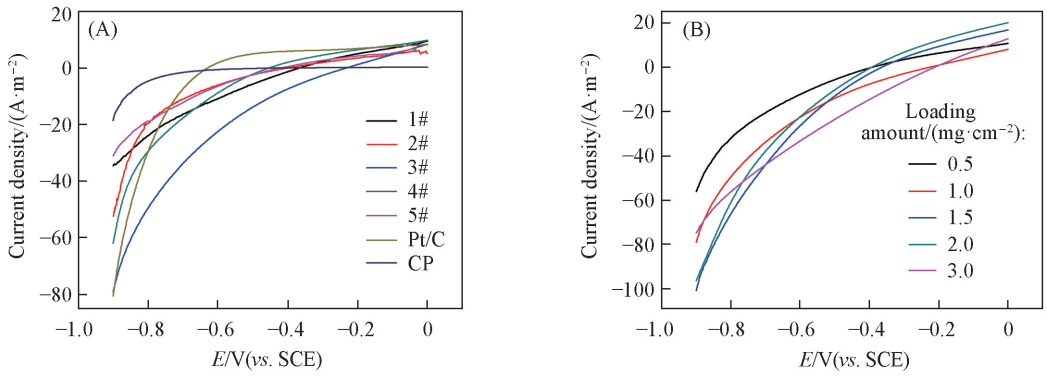 (A)
20
0
−20
−40
−60
−80
Current density/(A·m−2)
1#
2#
3#
4#
5#
Pt/C
CP
−1.0 −0.8 −0.6 −0.4 −0.2 0
E/V(vs. SCE)
(B)
20
0
−20
−40
−60
−80
−100
Current density/(A·m−2)
Loading
amount/(mg·cm−2):
0.5
1.0
1.5
2.0
3.0
−1.0 −0.8 −0.6 −0.4 −0.2 0
E/V(vs. SCE)